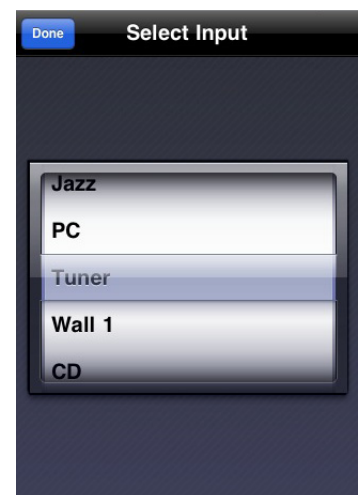 Done
Select Input
Jazz
PC
Tuner
Wall 1
CD